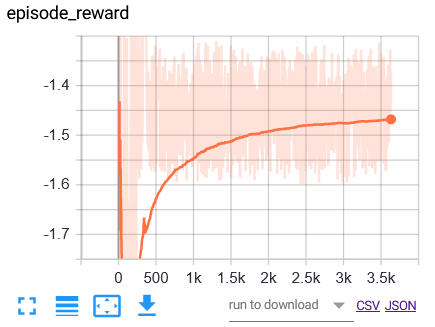 episode_reward
-1.4
-1.5
-1.6
-1.7
0 500 1k 1.5k 2k 2.5k 3k 3.5k
run to download CSV JSON